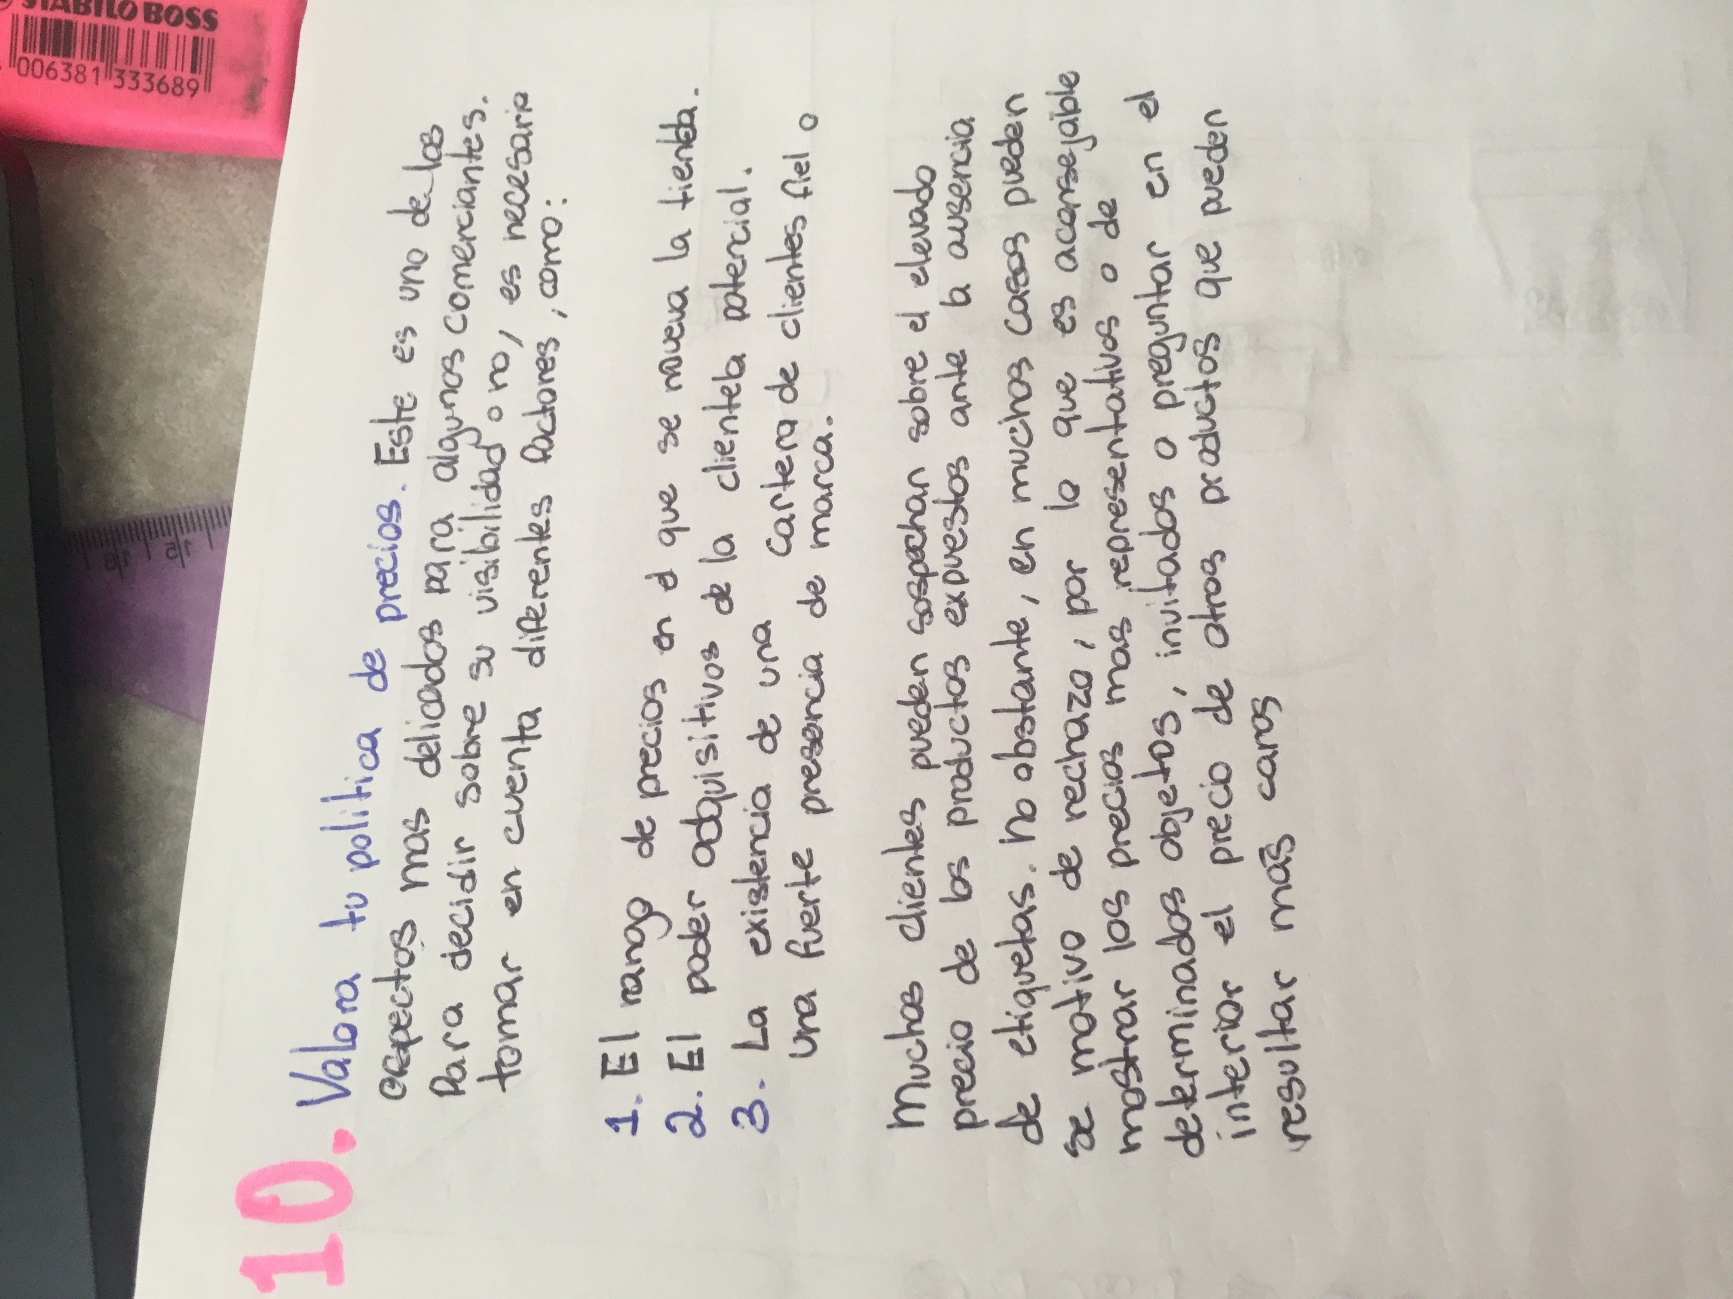 STABILO BOSS
006381 333689
10. Valora tu politica de precios. Este es uno de los
aspectos mas delicados para algunos comerciantes.
Para decidir sobre su visibilidad o no, es necesario
tomar en cuenta diferentes factores, como:
1. El rango de precios en el que se mueva la tienda.
2. El poder adquisitivos de la clientela potencial.
3. La existencia de una cartera de clientes fiel o
una fuerte presencia de marca.
Muchos clientes pueden sospechar sobre el elevado
precio de los productos expuestos ante la ausencia
de etiquetas. No obstante, en muchos casos pueden
se motivo de rechazo, por lo que es aconsejable
mostrar los precios mas representativos o de
determinados objetos, invitados o preguntar en el
interior el precio de otros productos que pueden
resultar más caros